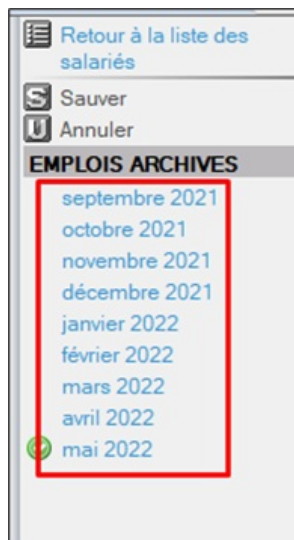 Retour à la liste des
salariés
Sauver
Annuler
EMPLOIS ARCHIVES
septembre 2021
octobre 2021
novembre 2021
décembre 2021
janvier 2022
février 2022
mars 2022
avril 2022
mai 2022